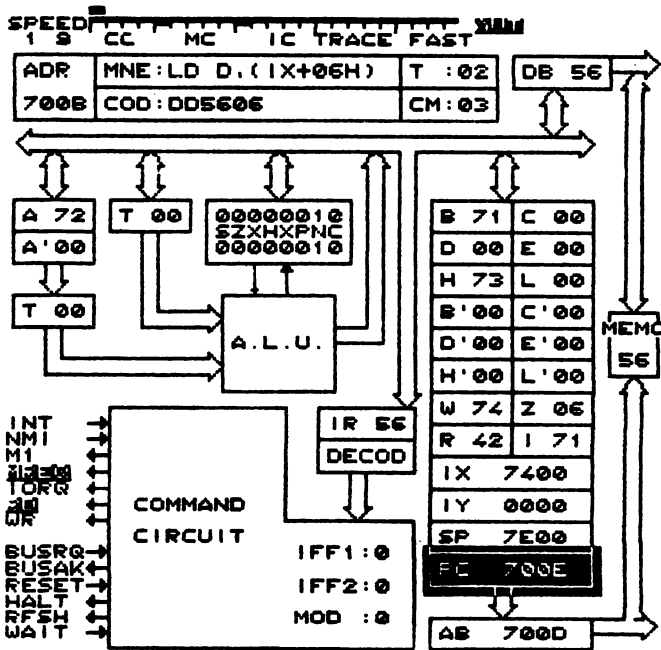 SPEED
1 9 CC MC IC TRACE FAST
ADR MNE:LD D,(IX+06H) T :02 DB 56
700B COD:DD5606 CM:03
A 72 T 00 00000010 B 71 C 00
A'00 SZXHXPNC D 00 E 00
00000010 H 73 L 00
T 00 A.L.U. B'00 C'00 MEMO
D'00 E'00 56
H'00 L'00
INT IR 56 W 74 Z 06
NMI R 42 I 71
M1 DECOD IX 7400
TORQ COMMAND IY 0000
WR CIRCUIT SP 7E00
BUSRQ IFF1:0 PC 700E
BUSAK
RESET IFF2:0
HALT
RFSH MOD :0 AB 700D
WAIT